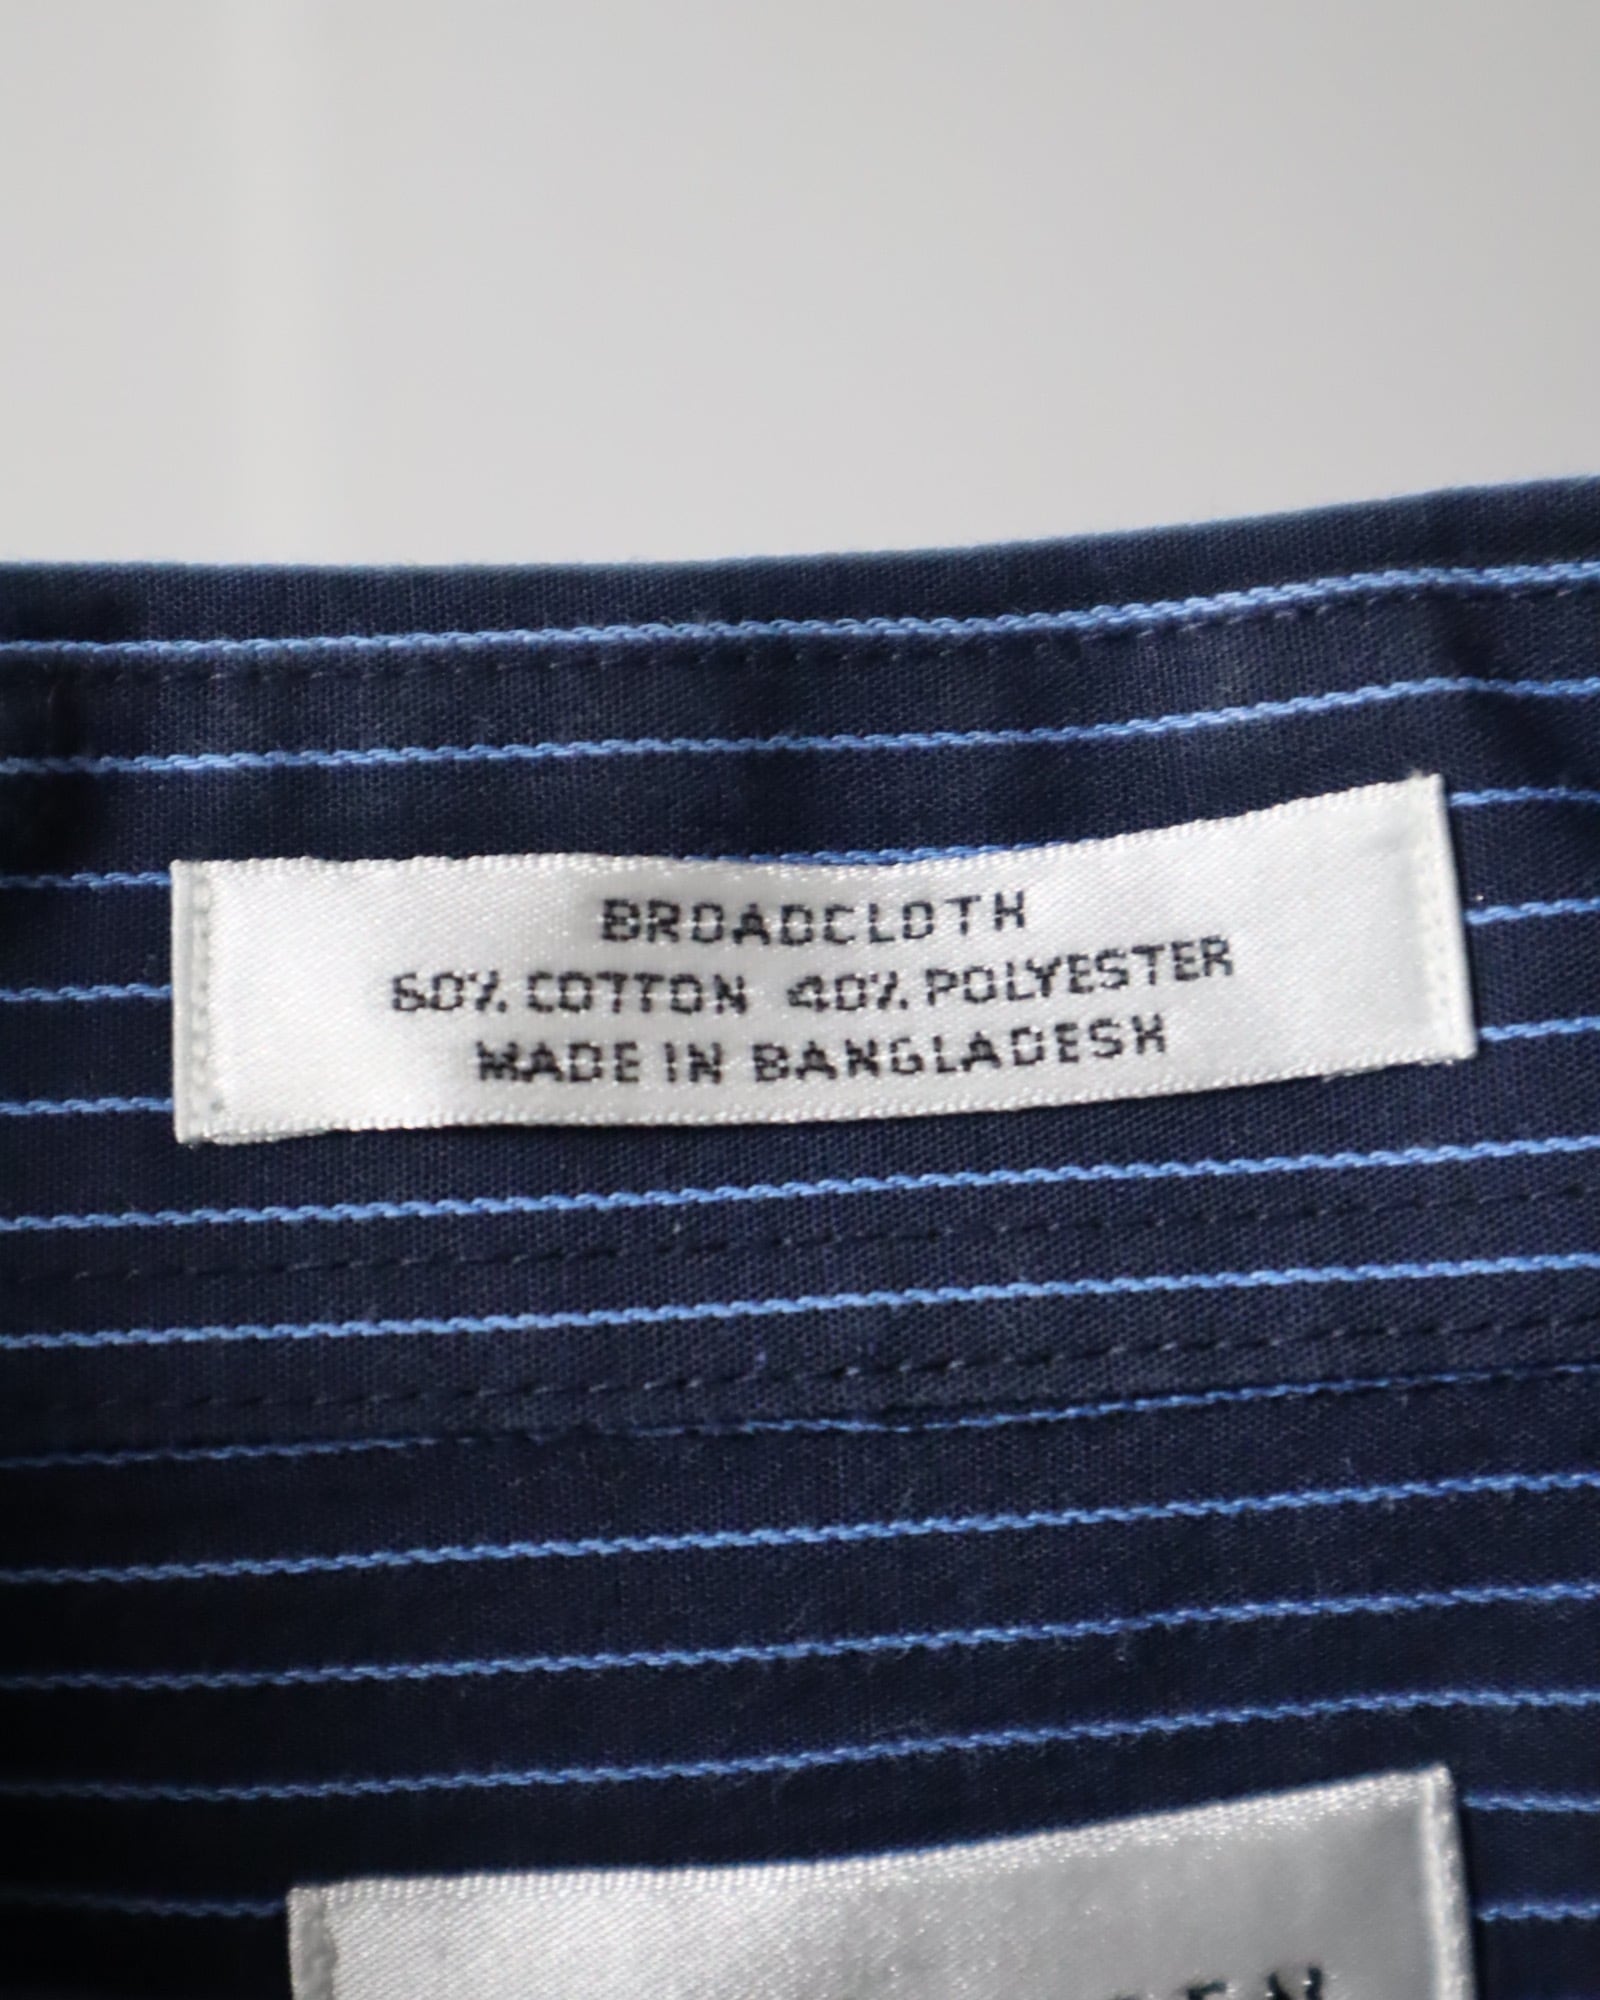 BROADCLOTH
60% COTTON 40% POLYESTER
MADE IN BANGLADESH